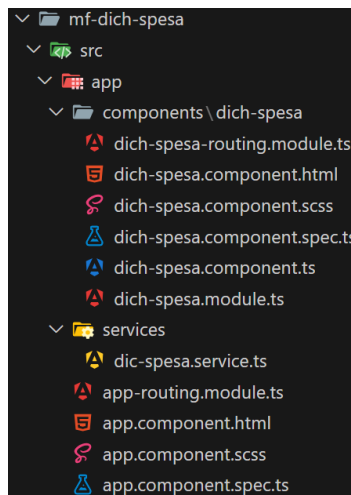 mf-dich-spesa
src
app
components\dich-spesa
dich-spesa-routing.module.ts
dich-spesa.component.html
dich-spesa.component.scss
dich-spesa.component.spec.ts
dich-spesa.component.ts
dich-spesa.module.ts
services
dic-spesa.service.ts
app-routing.module.ts
app.component.html
app.component.scss
app.component.spec.ts